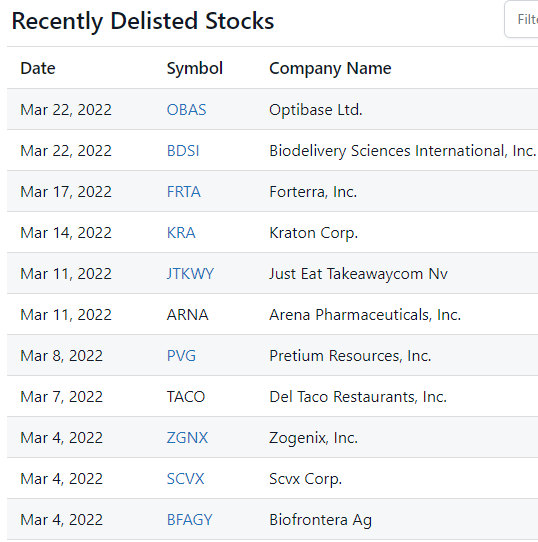 Recently Delisted Stocks
Filt
Date Symbol Company Name
Mar 22, 2022 OBAS Optibase Ltd.
Mar 22, 2022 BDSI Biodelivery Sciences International, Inc.
Mar 17, 2022 FRTA Forterra, Inc.
Mar 14, 2022 KRA Kraton Corp.
Mar 11, 2022 JTKWY Just Eat Takeawaycom Nv
Mar 11, 2022 ARNA Arena Pharmaceuticals, Inc.
Mar 8, 2022 PVG Pretium Resources, Inc.
Mar 7, 2022 TACO Del Taco Restaurants, Inc.
Mar 4, 2022 ZGNX Zogenix, Inc.
Mar 4, 2022 SCVX Scvx Corp.
Mar 4, 2022 BFAGY Biofrontera Ag